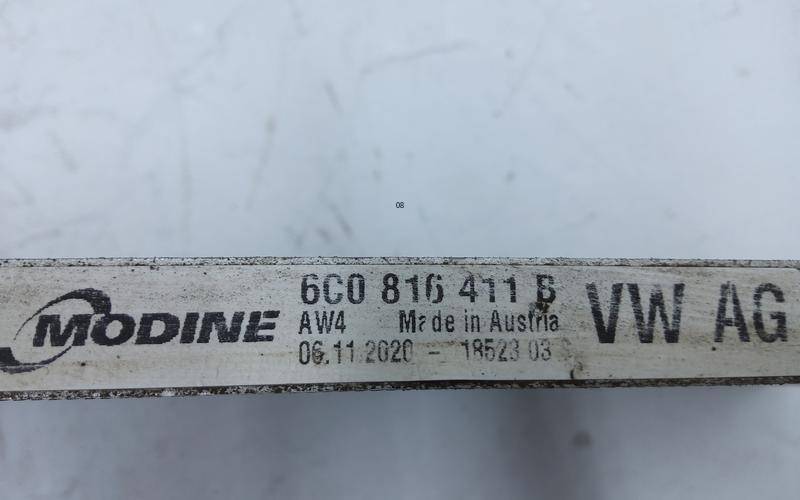 08
MODINE
6C0 816 411 B
AW4 Made in Austria
06.11.2020 - 18523 03
VW AG